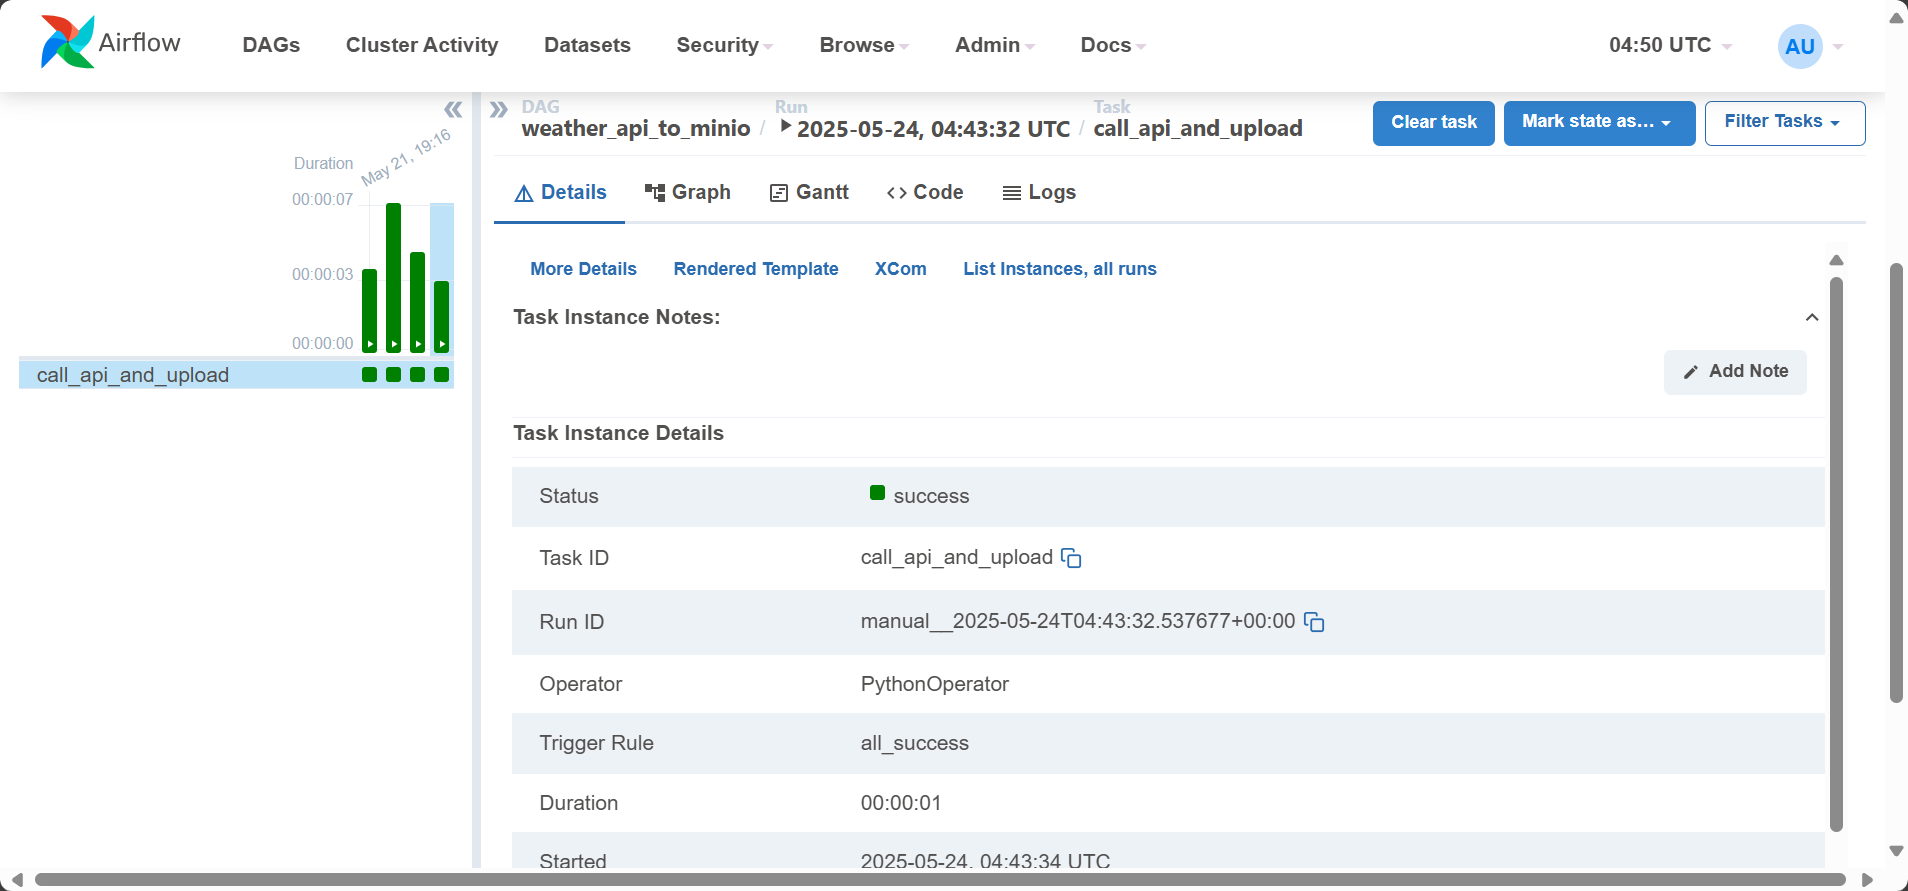 Airflow
DAGs
Cluster Activity
Datasets
Security
Browse
Admin
Docs
04:50 UTC
AU
DAG
weather_api_to_minio
/
Run
2025-05-24, 04:43:32 UTC
/
Task
call_api_and_upload
Clear task
Mark state as...
Filter Tasks
Duration
May 21, 19:16
00:00:07
00:00:03
00:00:00
call_api_and_upload
Details
Graph
Gantt
Code
Logs
More Details
Rendered Template
XCom
List Instances, all runs
Task Instance Notes:
Add Note
Task Instance Details
Status
success
Task ID
call_api_and_upload
Run ID
manual__2025-05-24T04:43:32.537677+00:00
Operator
PythonOperator
Trigger Rule
all_success
Duration
00:00:01
Started
2025-05-24, 04:43:34 UTC